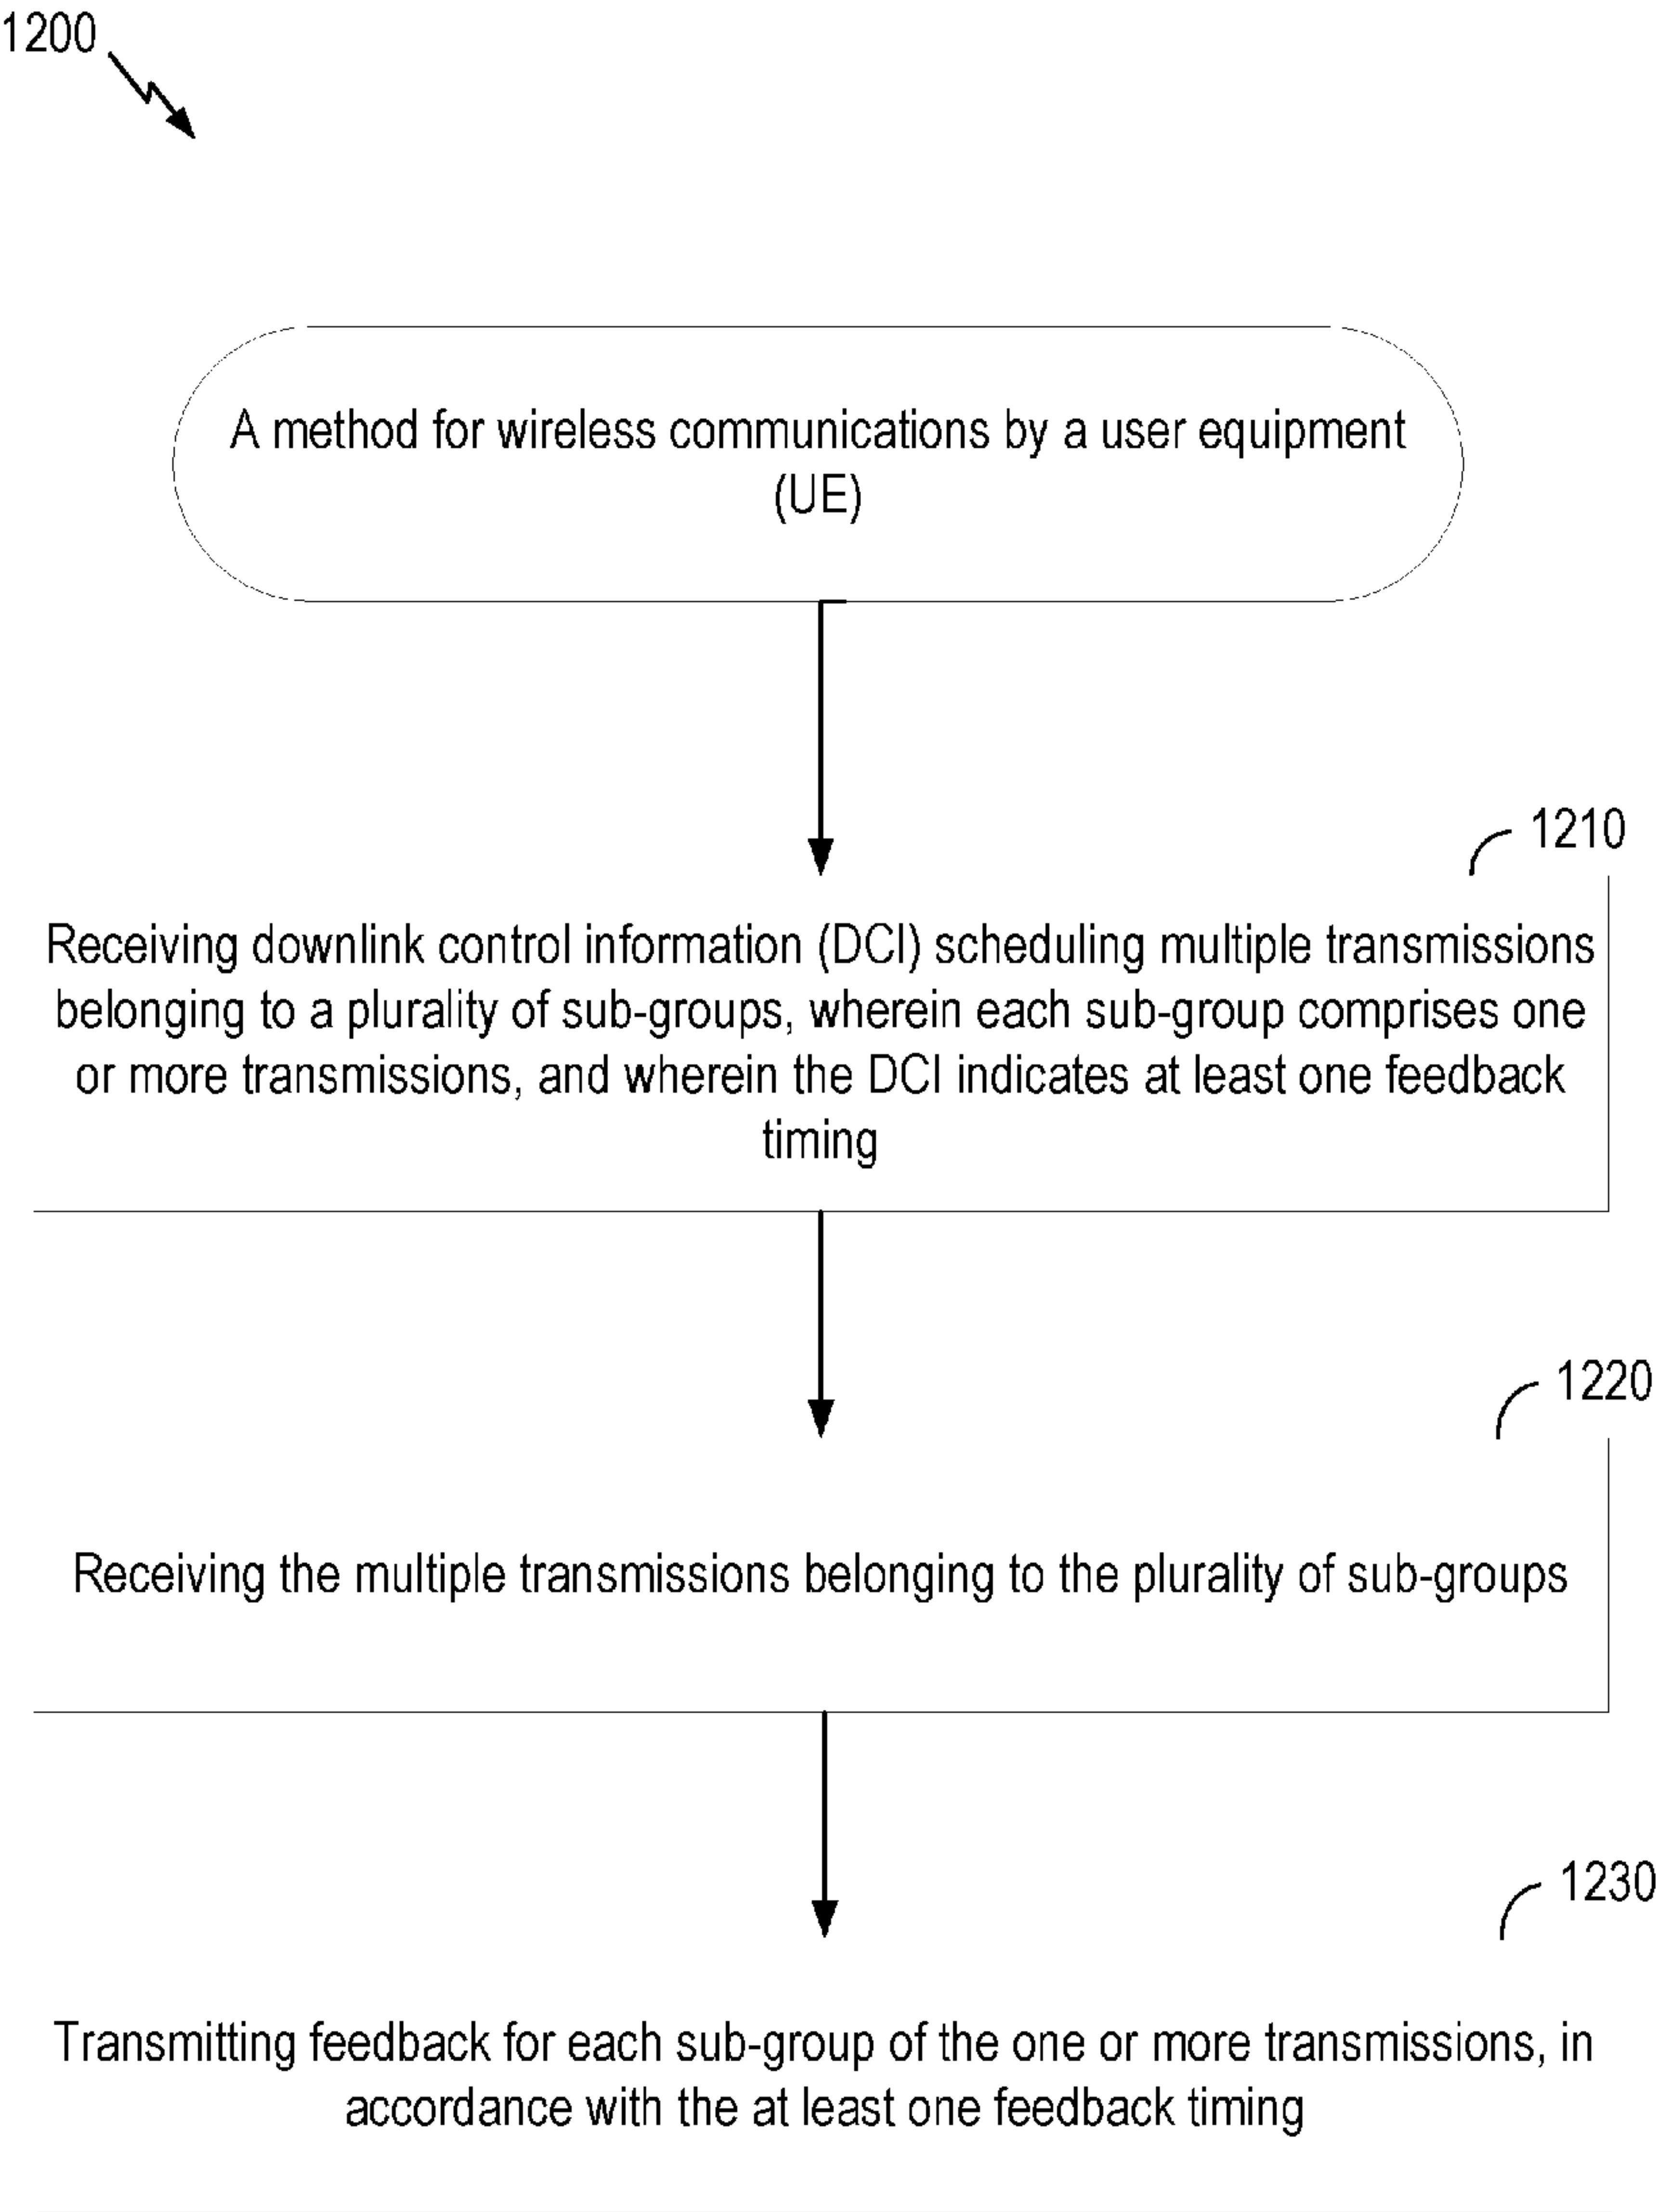 1200
A method for wireless communications by a user equipment
(UE)
1210
Receiving downlink control information (DCI) scheduling multiple transmissions
belonging to a plurality of sub-groups, wherein each sub-group comprises one
or more transmissions, and wherein the DCI indicates at least one feedback
timing
1220
Receiving the multiple transmissions belonging to the plurality of sub-groups
1230
Transmitting feedback for each sub-group of the one or more transmissions, in
accordance with the at least one feedback timing